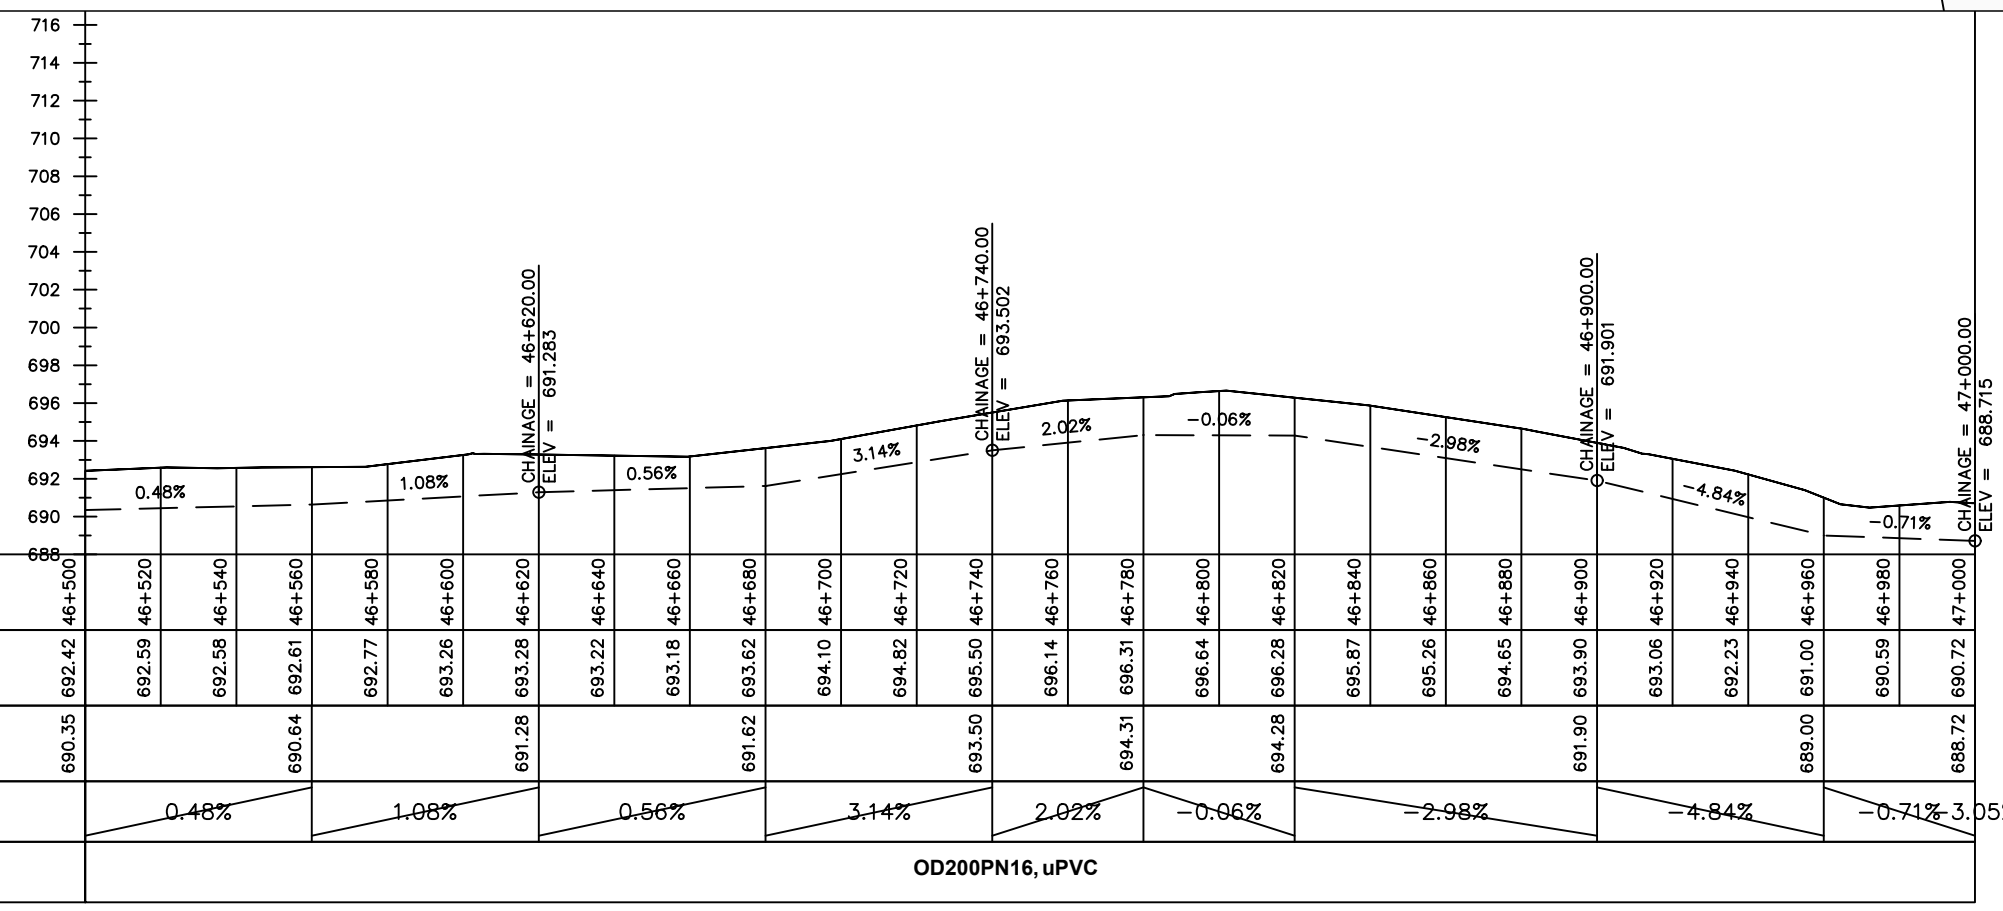 716
714
712
710
708
706
704
702
700
698
696
694
692
690
688
CHAINAGE = 46+620.00
ELEV = 691.283
CHAINAGE = 46+740.00
ELEV = 693.502
CHAINAGE = 46+900.00
ELEV = 691.901
CHAINAGE = 47+000.00
ELEV = 688.715
0.48%
1.08%
0.56%
3.14%
2.02%
-0.06%
-2.98%
-4.84%
-0.71%
46+500 46+520 46+540 46+560 46+580 46+600 46+620 46+640 46+660 46+680 46+700 46+720 46+740 46+760 46+780 46+800 46+820 46+840 46+860 46+880 46+900 46+920 46+940 46+960 46+980 47+000
692.42 692.59 692.58 692.61 692.77 693.26 693.28 693.22 693.18 693.62 694.10 694.82 695.50 696.14 696.31 696.64 696.28 695.87 695.26 694.65 693.90 693.06 692.23 691.00 690.59 690.72
690.35 690.64 691.28 691.62 693.50 694.31 694.28 691.90 689.00 688.72
0.48% 1.08% 0.56% 3.14% 2.02% -0.06% -2.98% -4.84% -0.71% -3.05
OD200PN16, uPVC